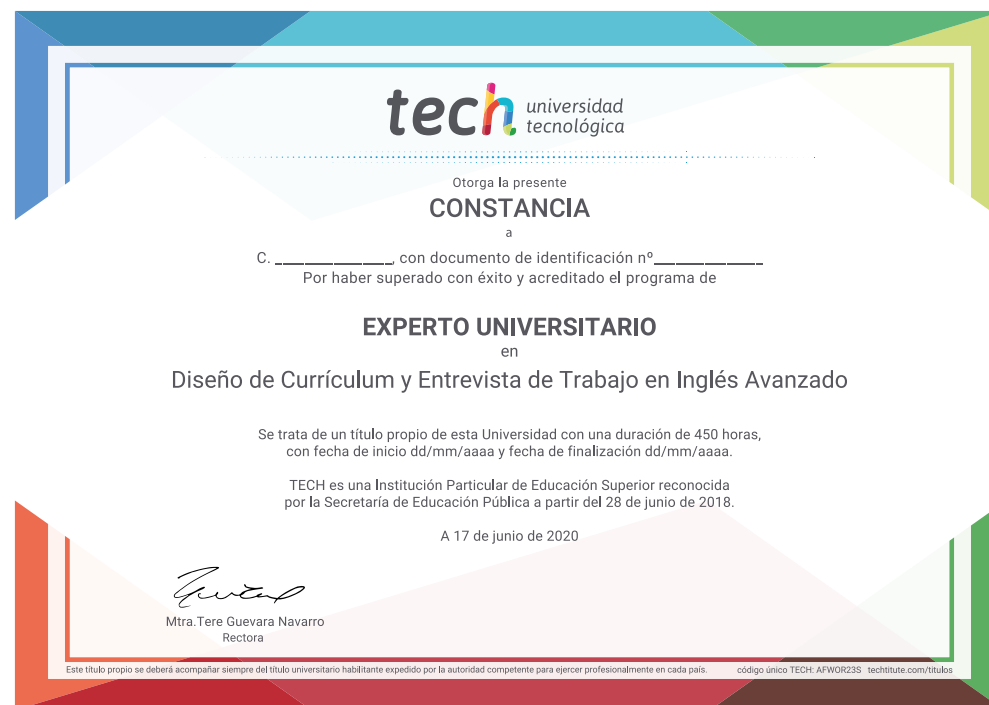 tech universidad
tecnológica
Otorga la presente
CONSTANCIA
a
C. ______________, con documento de identificación nº_____________
Por haber superado con éxito y acreditado el programa de
EXPERTO UNIVERSITARIO
en
Diseño de Currículum y Entrevista de Trabajo en Inglés Avanzado
Se trata de un título propio de esta Universidad con una duración de 450 horas,
con fecha de inicio dd/mm/aaaa y fecha de finalización dd/mm/aaaa.
TECH es una Institución Particular de Educación Superior reconocida
por la Secretaría de Educación Pública a partir del 28 de junio de 2018.
A 17 de junio de 2020
Mtra.Tere Guevara Navarro
Rectora
Este título propio se deberá acompañar siempre del título universitario habilitante expedido por la autoridad competente para ejercer profesionalmente en cada país. código único TECH: AFWOR23S techtitute.com/titulos